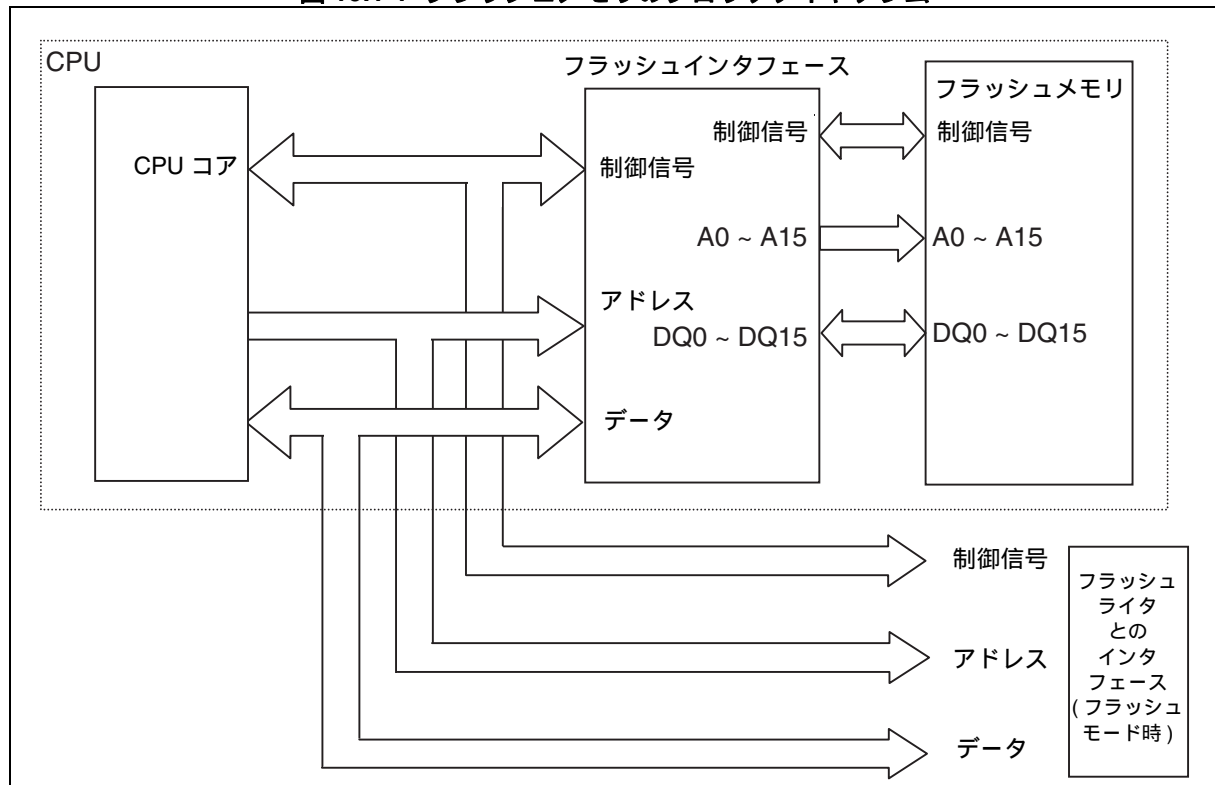 CPU
フラッシュインタフェース
フラッシュメモリ
制御信号
制御信号
CPU コア
制御信号
A0 ~ A15
A0 ~ A15
アドレス
DQ0 ~ DQ15
DQ0 ~ DQ15
データ
制御信号
アドレス
データ
フラッシュ
ライタ
との
インタ
フェース
( フラッシュ
モード時 )